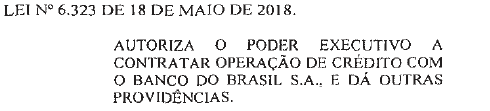 LEI Nº 6.323 DE 18 DE MAIO DE 2018.
AUTORIZA O PODER EXECUTIVO A
CONTRATAR OPERAÇÃO DE CRÉDITO COM
O BANCO DO BRASIL S.A., E DÁ OUTRAS
PROVIDÊNCIAS.